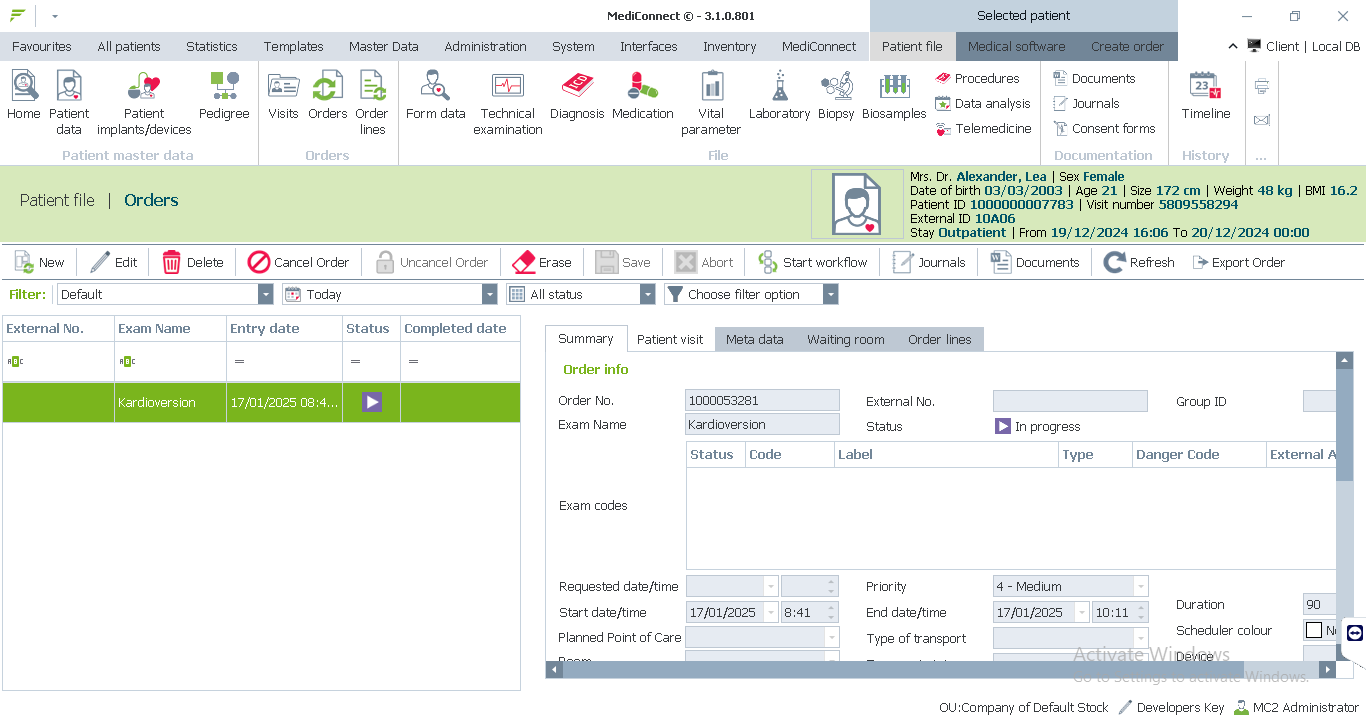 MediConnect © - 3.1.0.801
Selected patient
Favourites All patients Statistics Templates Master Data Administration System Interfaces Inventory MediConnect Patient file Medical software Create order Client | Local DB
Home Patient data Patient implants/devices Pedigree Visits Orders Order lines Form data Technical examination Diagnosis Medication Vital parameter Laboratory Biopsy Biosamples
Procedures
Data analysis
Telemedicine
Documents
Journals
Consent forms
Timeline
Patient master data Orders File Documentation History ...
Patient file | Orders
Mrs. Dr. Alexander, Lea | Sex Female
Date of birth 03/03/2003 | Age 21 | Size 172 cm | Weight 48 kg | BMI 16.2
Patient ID 1000000007783 | Visit number 5809558294
External ID 10A06
Stay Outpatient | From 19/12/2024 16:06 To 20/12/2024 00:00
New Edit Delete Cancel Order Uncancel Order Erase Save Abort Start workflow Journals Documents Refresh Export Order
Filter: Default Today All status Choose filter option
External No. Exam Name Entry date Status Completed date
ABC ABC = = =
Kardioversion 17/01/2025 08:4...
Summary Patient visit Meta data Waiting room Order lines
Order info
Order No. 1000053281 External No. Group ID
Exam Name Kardioversion Status In progress
Status Code Label Type Danger Code External A
Exam codes
Requested date/time Priority 4 - Medium
Start date/time 17/01/2025 8:41 End date/time 17/01/2025 10:11 Duration 90
Planned Point of Care Type of transport Scheduler colour
Room Device
Activate Windows
Go to Settings to activate Windows.
OU:Company of Default Stock Developers Key MC2 Administrator